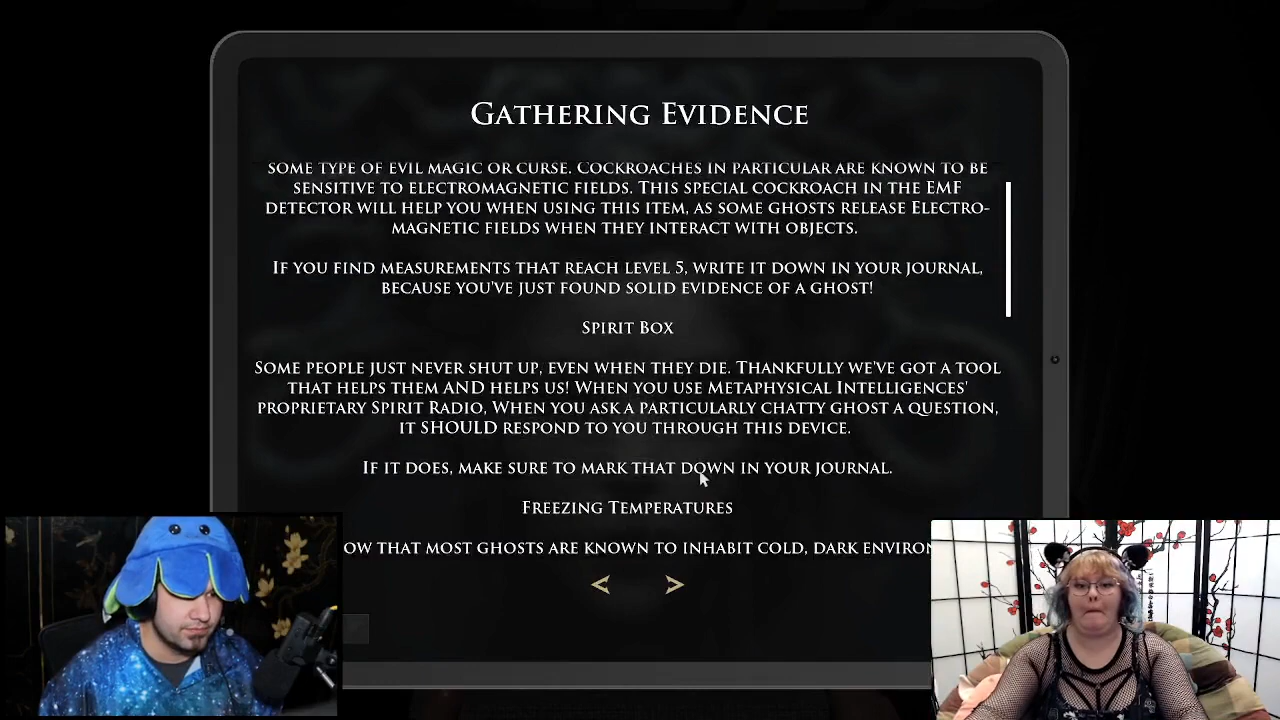 Gathering Evidence
some type of evil magic or curse. Cockroaches in particular are known to be
sensitive to electromagnetic fields. This special cockroach in the EMF
detector will help you when using this item, as some ghosts release Electro-
magnetic fields when they interact with objects.
If you find measurements that reach level 5, write it down in your journal,
because you've just found solid evidence of a ghost!
Spirit Box
Some people just never shut up, even when they die. Thankfully we've got a tool
that helps them AND helps us! When you use Metaphysical Intelligences'
proprietary Spirit Radio, When you ask a particularly chatty ghost a question,
it SHOULD respond to you through this device.
If it does, make sure to mark that down in your journal.
Freezing Temperatures
ow that most ghosts are known to inhabit cold, dark environ